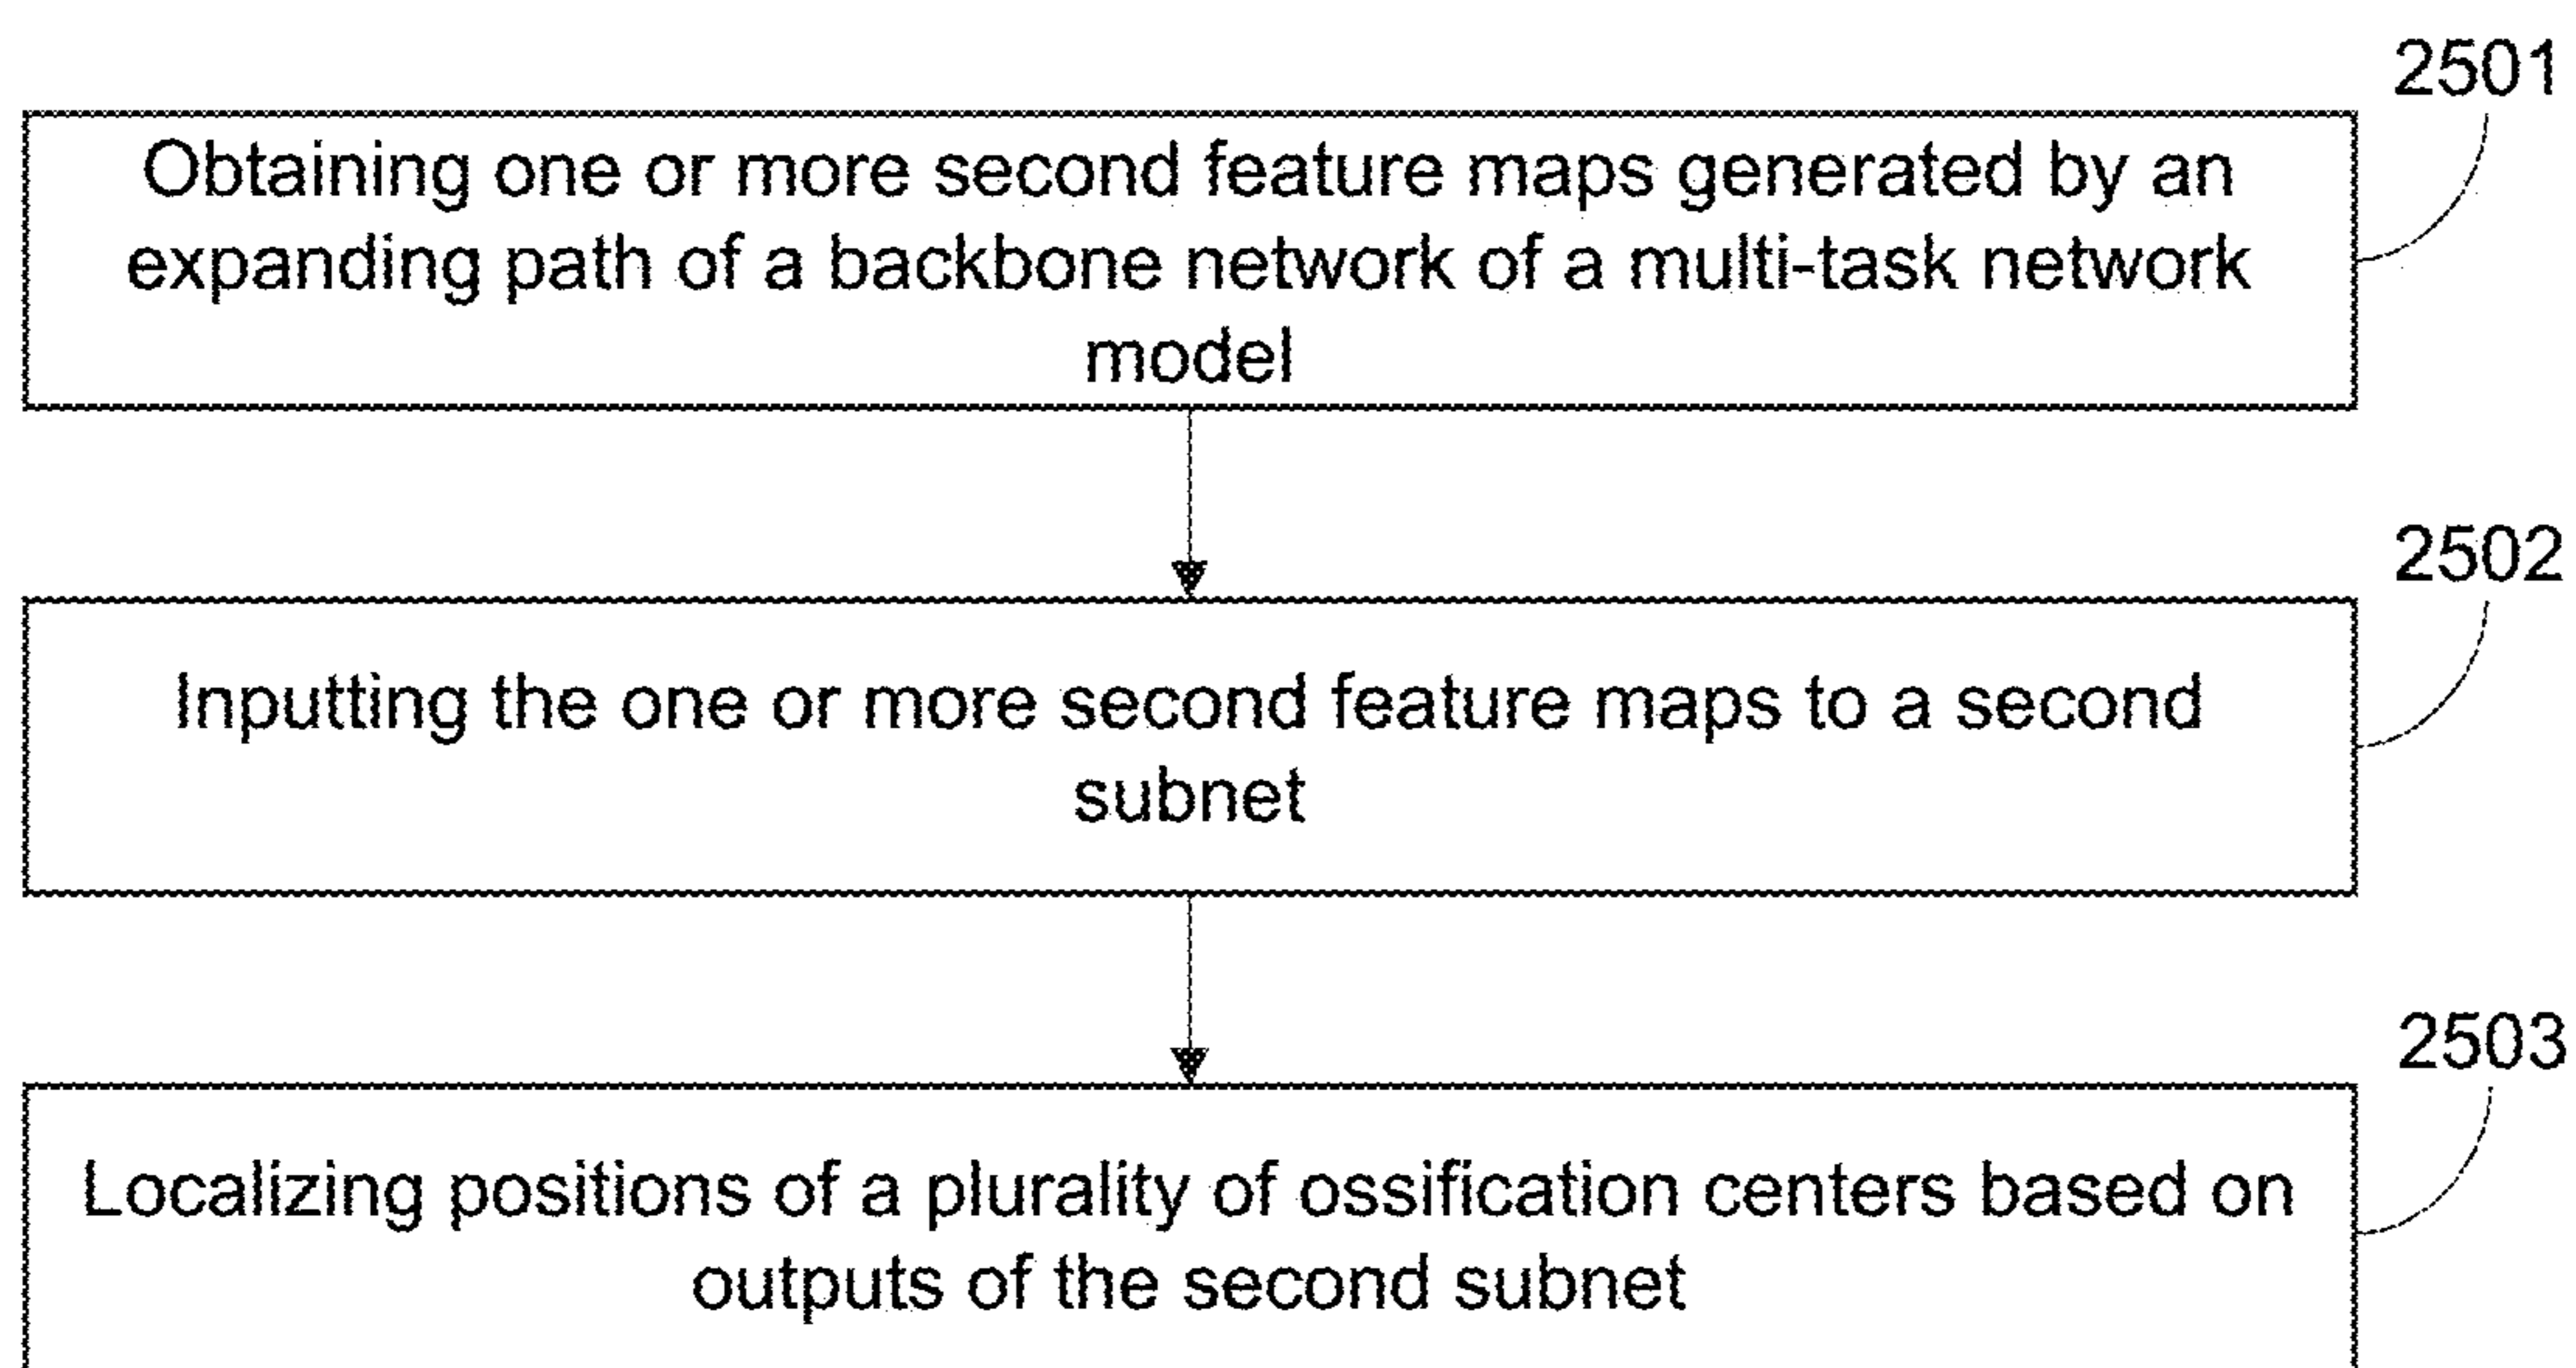 2501
Obtaining one or more second feature maps generated by an
expanding path of a backbone network of a multi-task network
model
2502
Inputting the one or more second feature maps to a second
subnet
2503
Localizing positions of a plurality of ossification centers based on
outputs of the second subnet